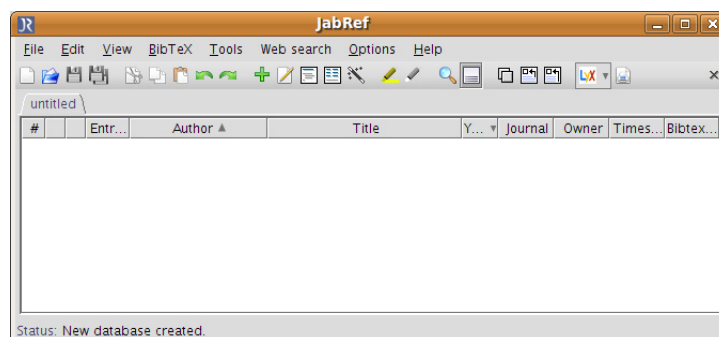 JabRef
File Edit View BibTeX Tools Web search Options Help
untitled
# Entr... Author Title Y... Journal Owner Times... Bibtex...
Status: New database created.